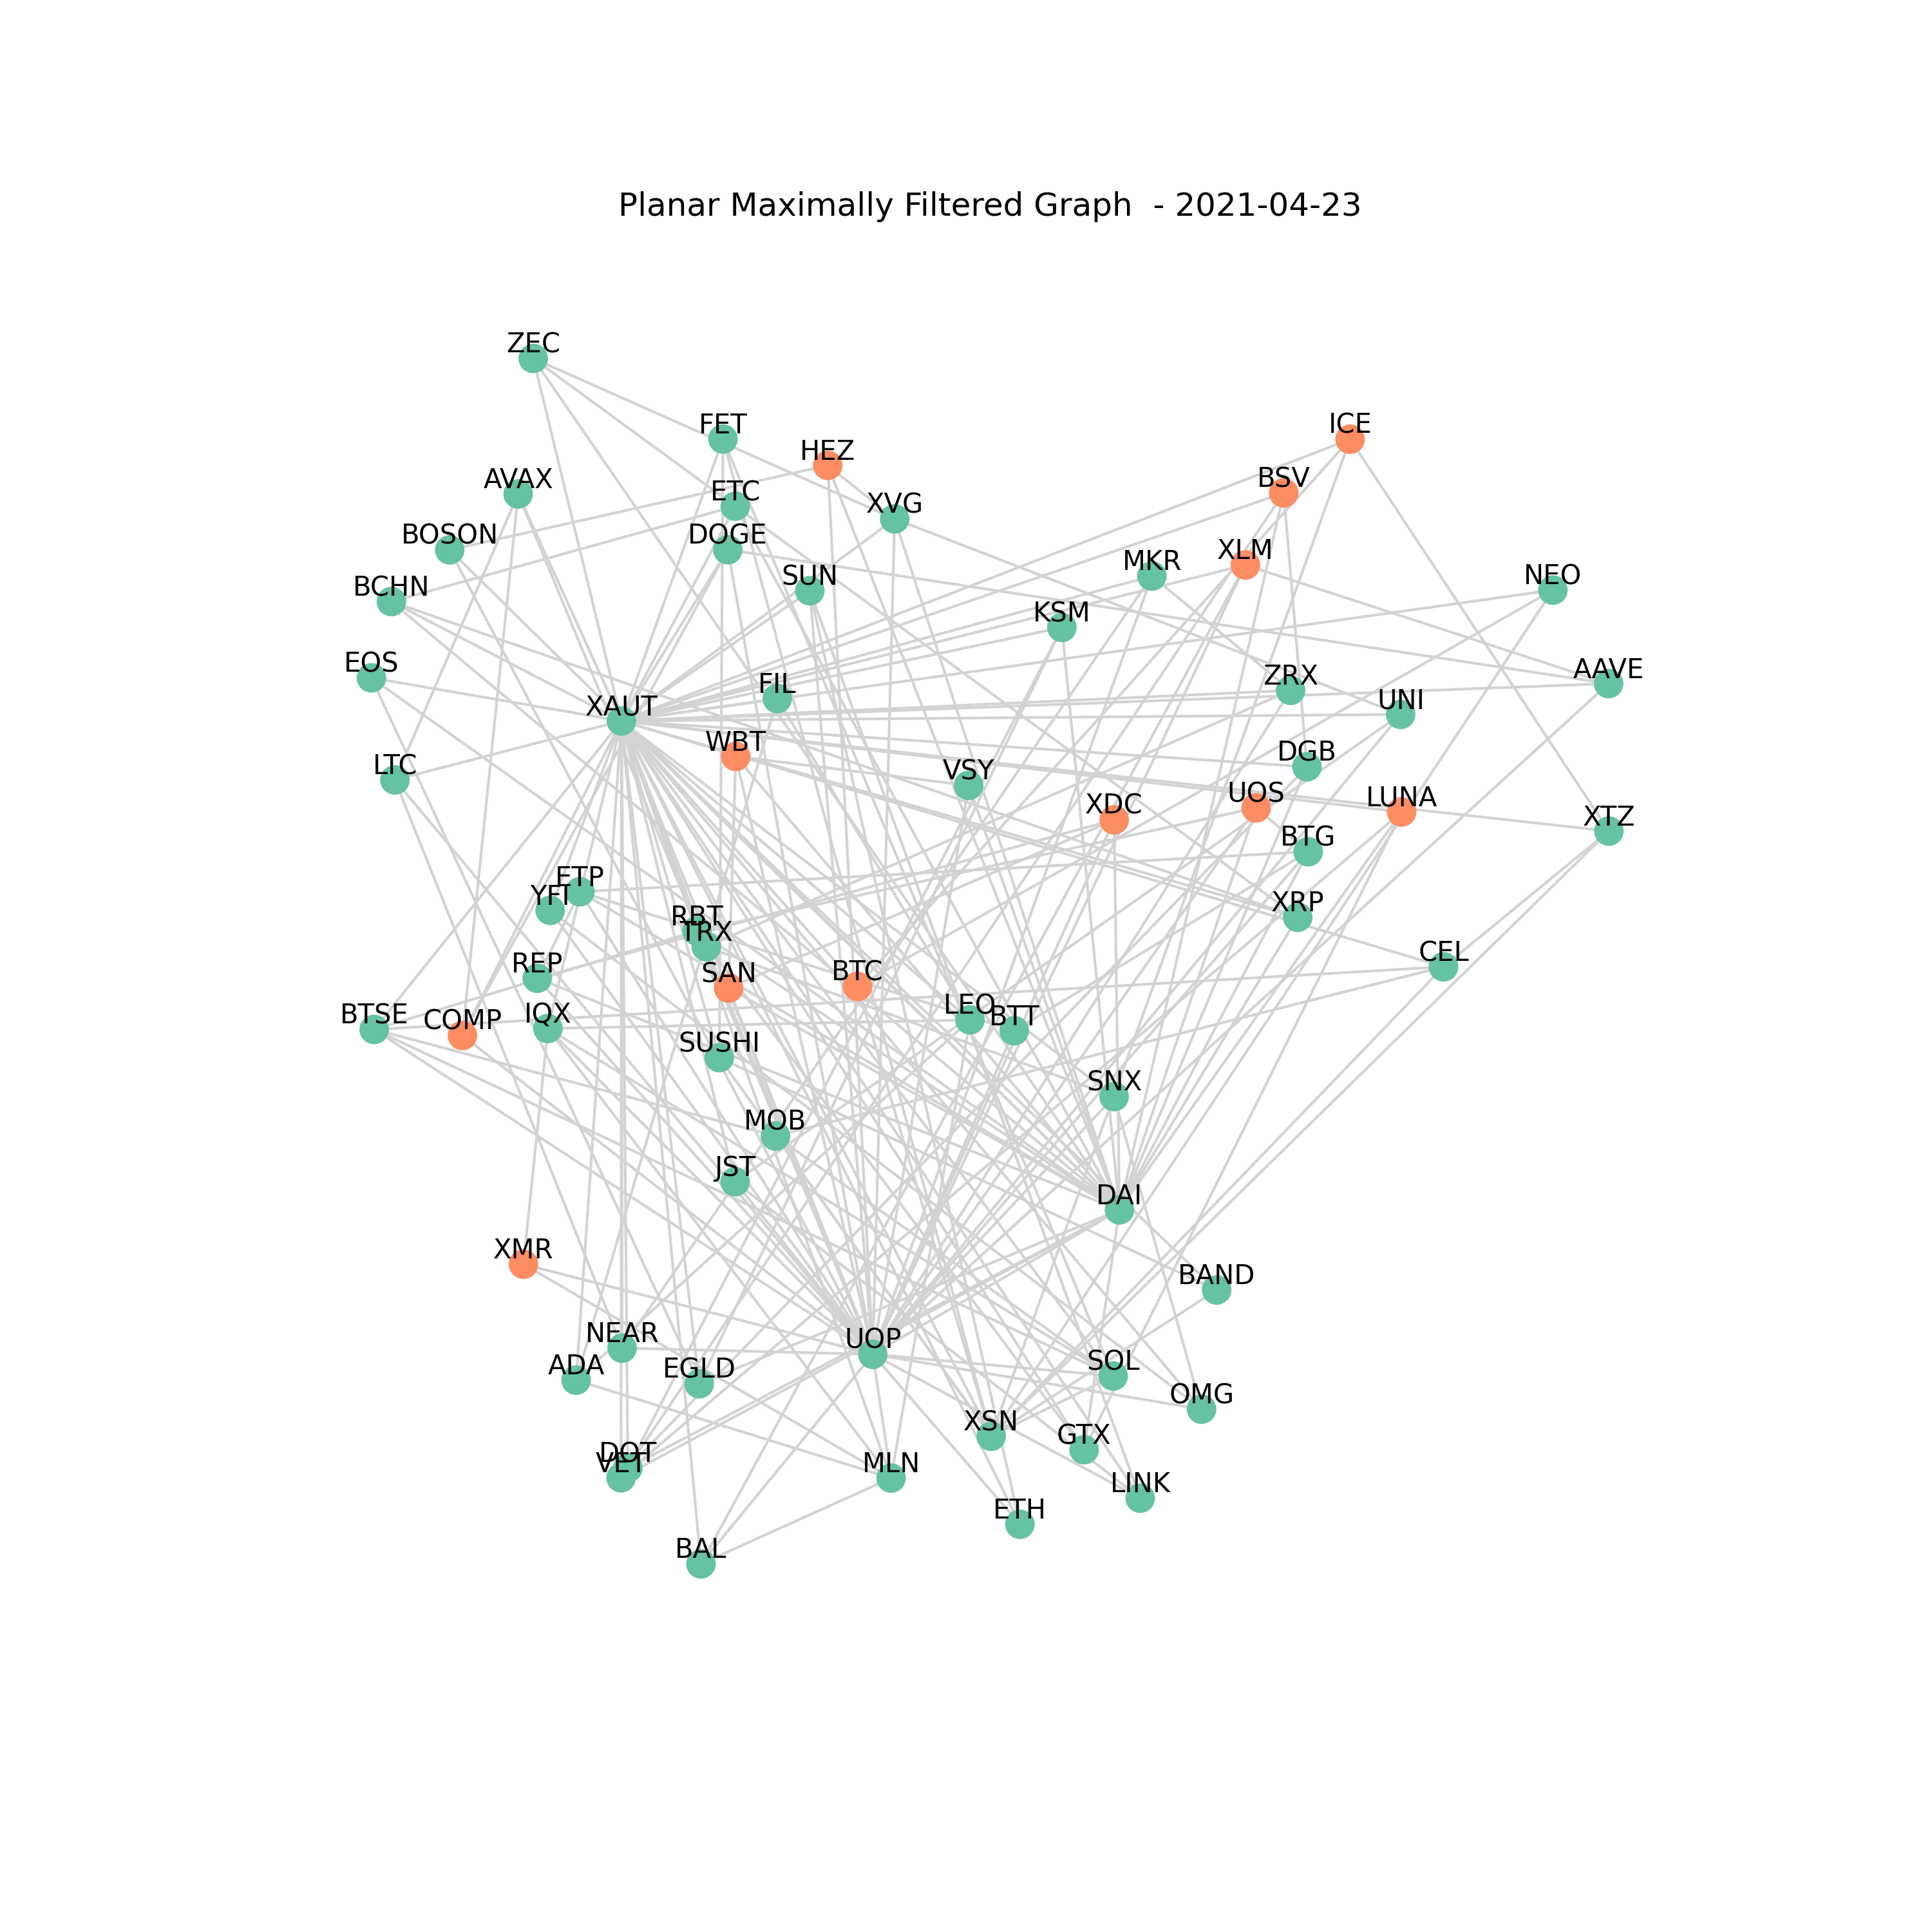 Planar Maximally Filtered Graph - 2021-04-23
ZEC
FET
ICE
HEZ
BSV
AVAX
ETC
XVG
BOSON
DOGE
XLM
MKR
SUN
NEO
BCHN
KSM
EOS
AAVE
ZRX
FIL
UNI
XAUT
WBT
DGB
LTC
VSY
UOS
LUNA
XDC
XTZ
BTG
FTP
YFT
XRP
RBT
TRX
CEL
REP
SAN
BTC
LEO
IQX
BTSE
COMP
BTT
SUSHI
SNX
MOB
JST
DAI
XMR
BAND
NEAR
UOP
SOL
ADA
EGLD
OMG
XSN
GTX
DOT
VET
MLN
LINK
ETH
BAL